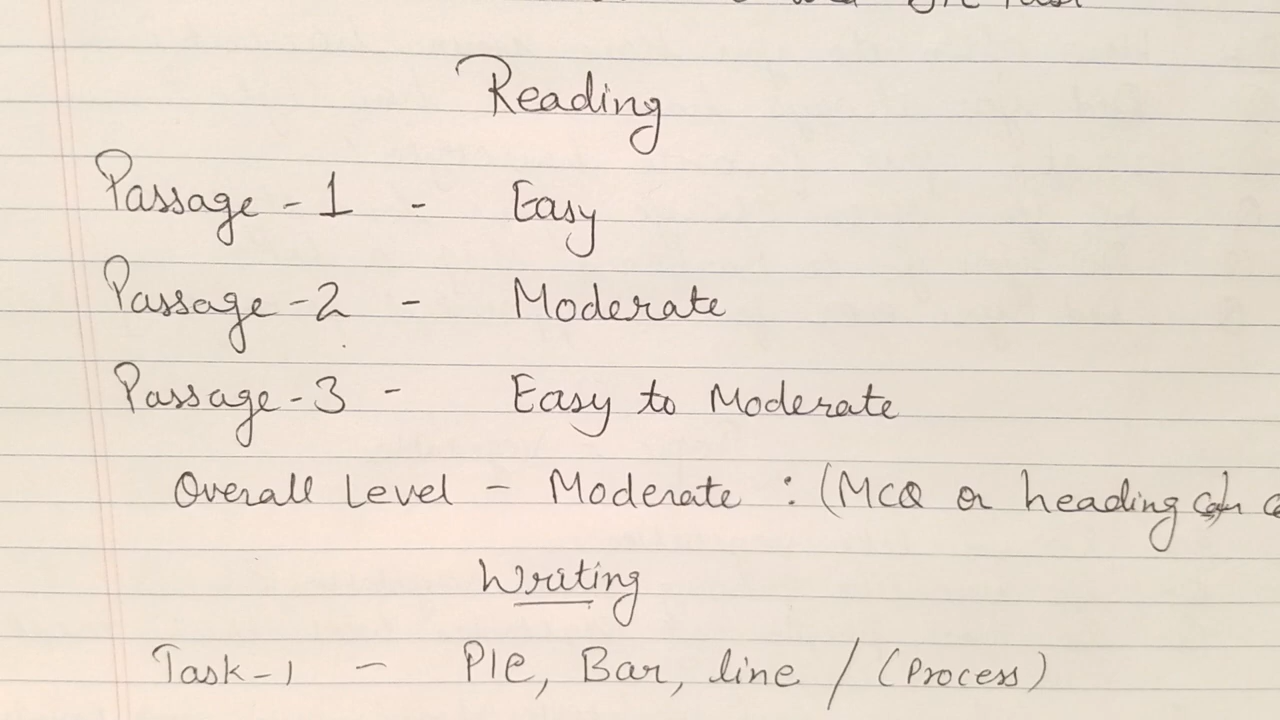 Reading
Passage - 1 - Easy
Passage - 2 - Moderate
Passage - 3 - Easy to Moderate
Overall Level - Moderate : (MCQ or heading can
Writing
Task-1 - PIe, Bar, line / (Process)